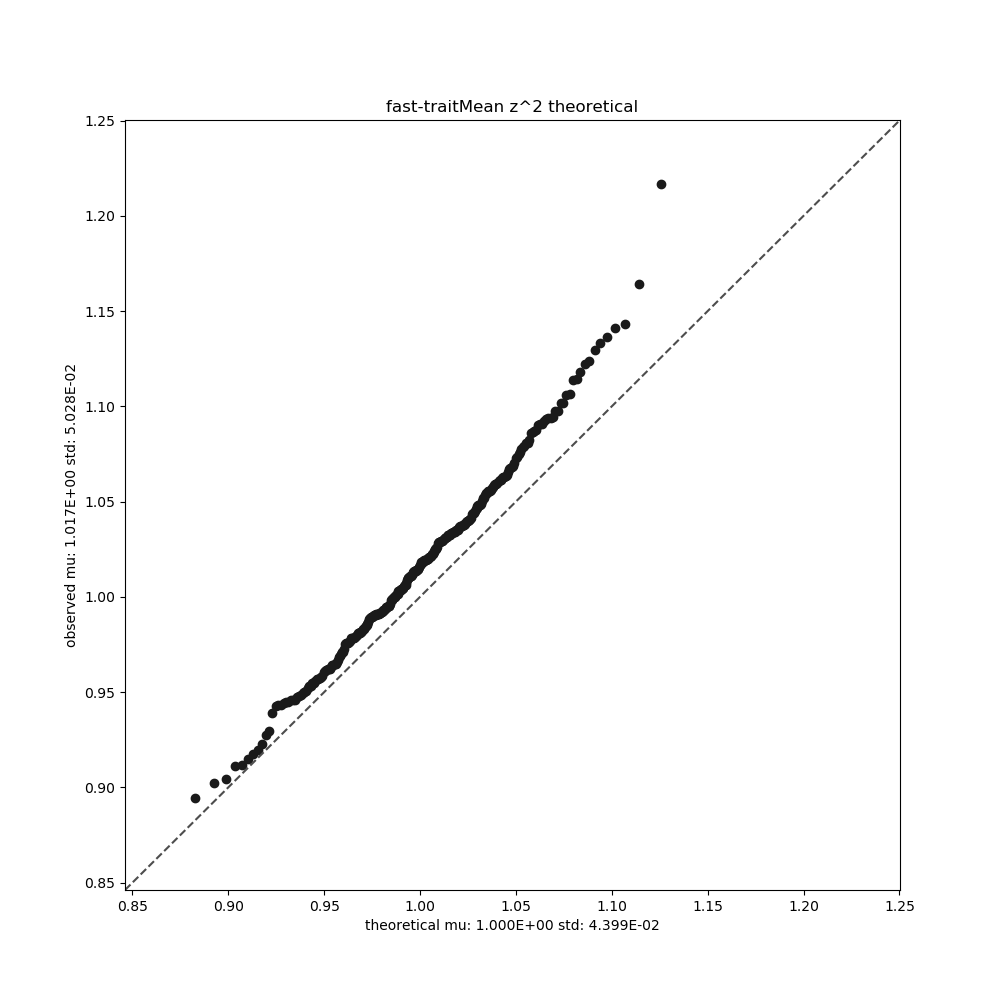 fast-traitMean z^2 theoretical
1.25
1.20
1.15
1.10
1.05
1.00
0.95
0.90
0.85
observed mu: 1.017E+00 std: 5.028E-02
0.85 0.90 0.95 1.00 1.05 1.10 1.15 1.20 1.25
theoretical mu: 1.000E+00 std: 4.399E-02